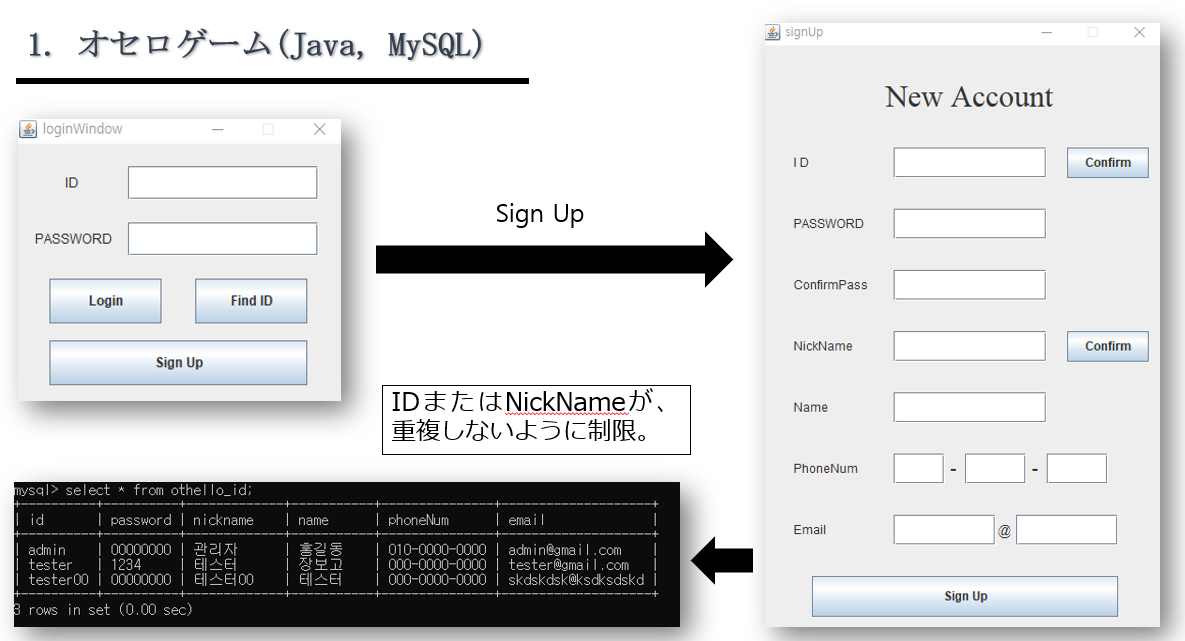 1. オセロゲーム(Java, MySQL)
loginWindow
ID
PASSWORD
Login
Find ID
Sign Up
Sign Up
IDまたはNickNameが、
重複しないように制限。
signUp
New Account
ID
Confirm
PASSWORD
ConfirmPass
NickName
Confirm
Name
PhoneNum - -
Email @
Sign Up
mysql> select * from othello_id;
+----------+----------+------------+----------+---------------+---------------------+
| id | password | nickname | name | phoneNum | email |
+----------+----------+------------+----------+---------------+---------------------+
| admin | 00000000 | 관리자 | 홍길동 | 010-0000-0000 | admin@gmail.com |
| tester | 1234 | 테스터 | 장보고 | 000-0000-0000 | tester@gmail.com |
| tester00 | 00000000 | 테스터00 | 테스터 | 000-0000-0000 | skdskdsk@ksdksdskd |
+----------+----------+------------+----------+---------------+---------------------+
3 rows in set (0.00 sec)